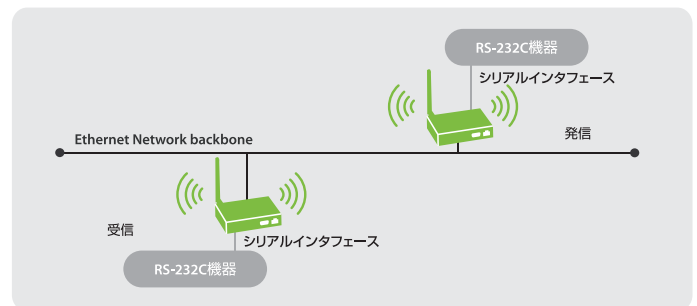 RS-232C機器
シリアルインタフェース
発信
Ethernet Network backbone
受信
シリアルインタフェース
RS-232C機器